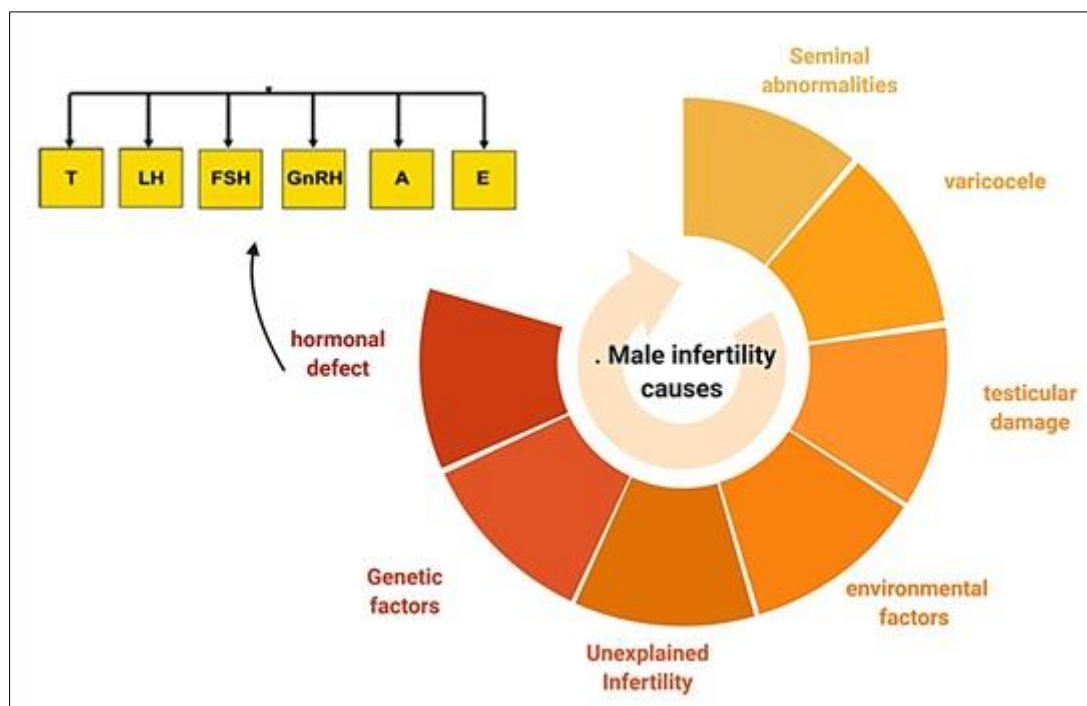 Seminal
abnormalities
T LH FSH GnRH A E
varicocele
hormonal
defect
. Male infertility
causes
testicular
damage
Genetic
factors
environmental
factors
Unexplained
Infertility